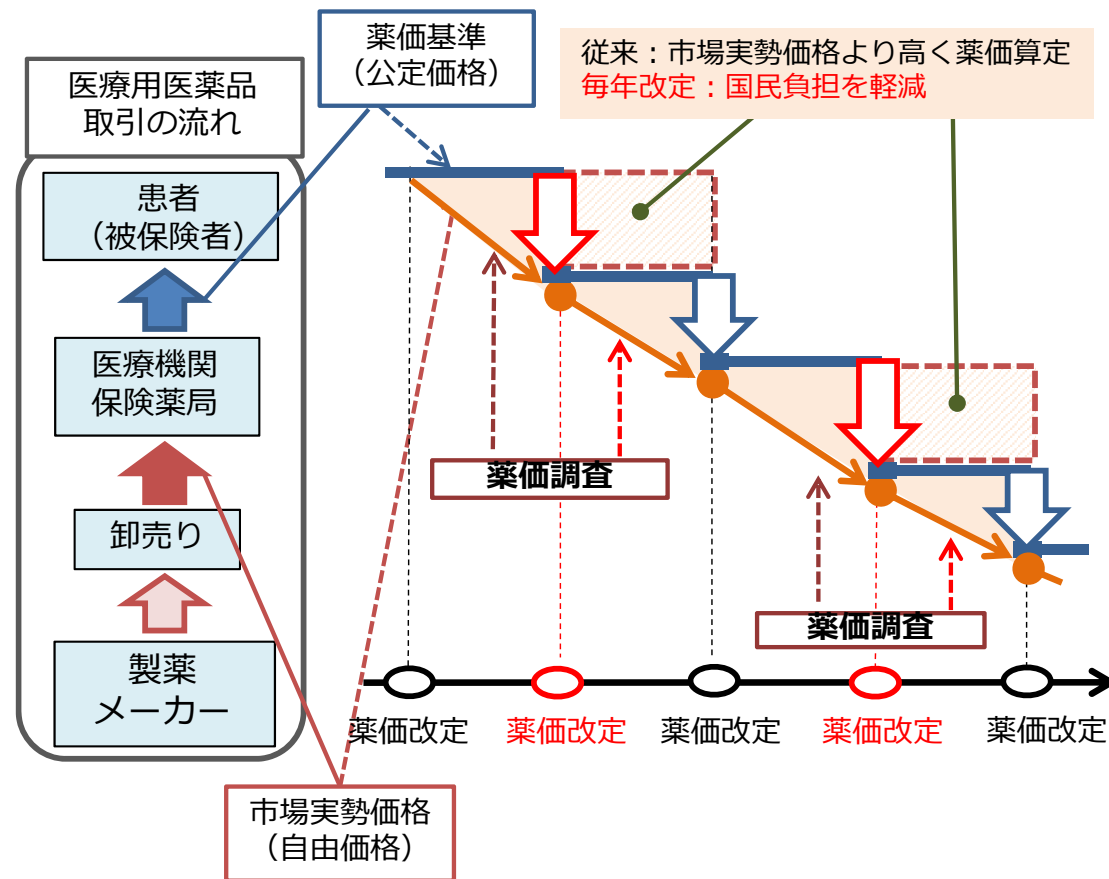 医療用医薬品
取引の流れ
患者
（被保険者）
医療機関
保険薬局
卸売り
製薬
メーカー
薬価基準
（公定価格）
従来：市場実勢価格より高く薬価算定
毎年改定：国民負担を軽減
薬価調査
薬価調査
薬価改定
薬価改定
薬価改定
薬価改定
薬価改定
市場実勢価格
（自由価格）